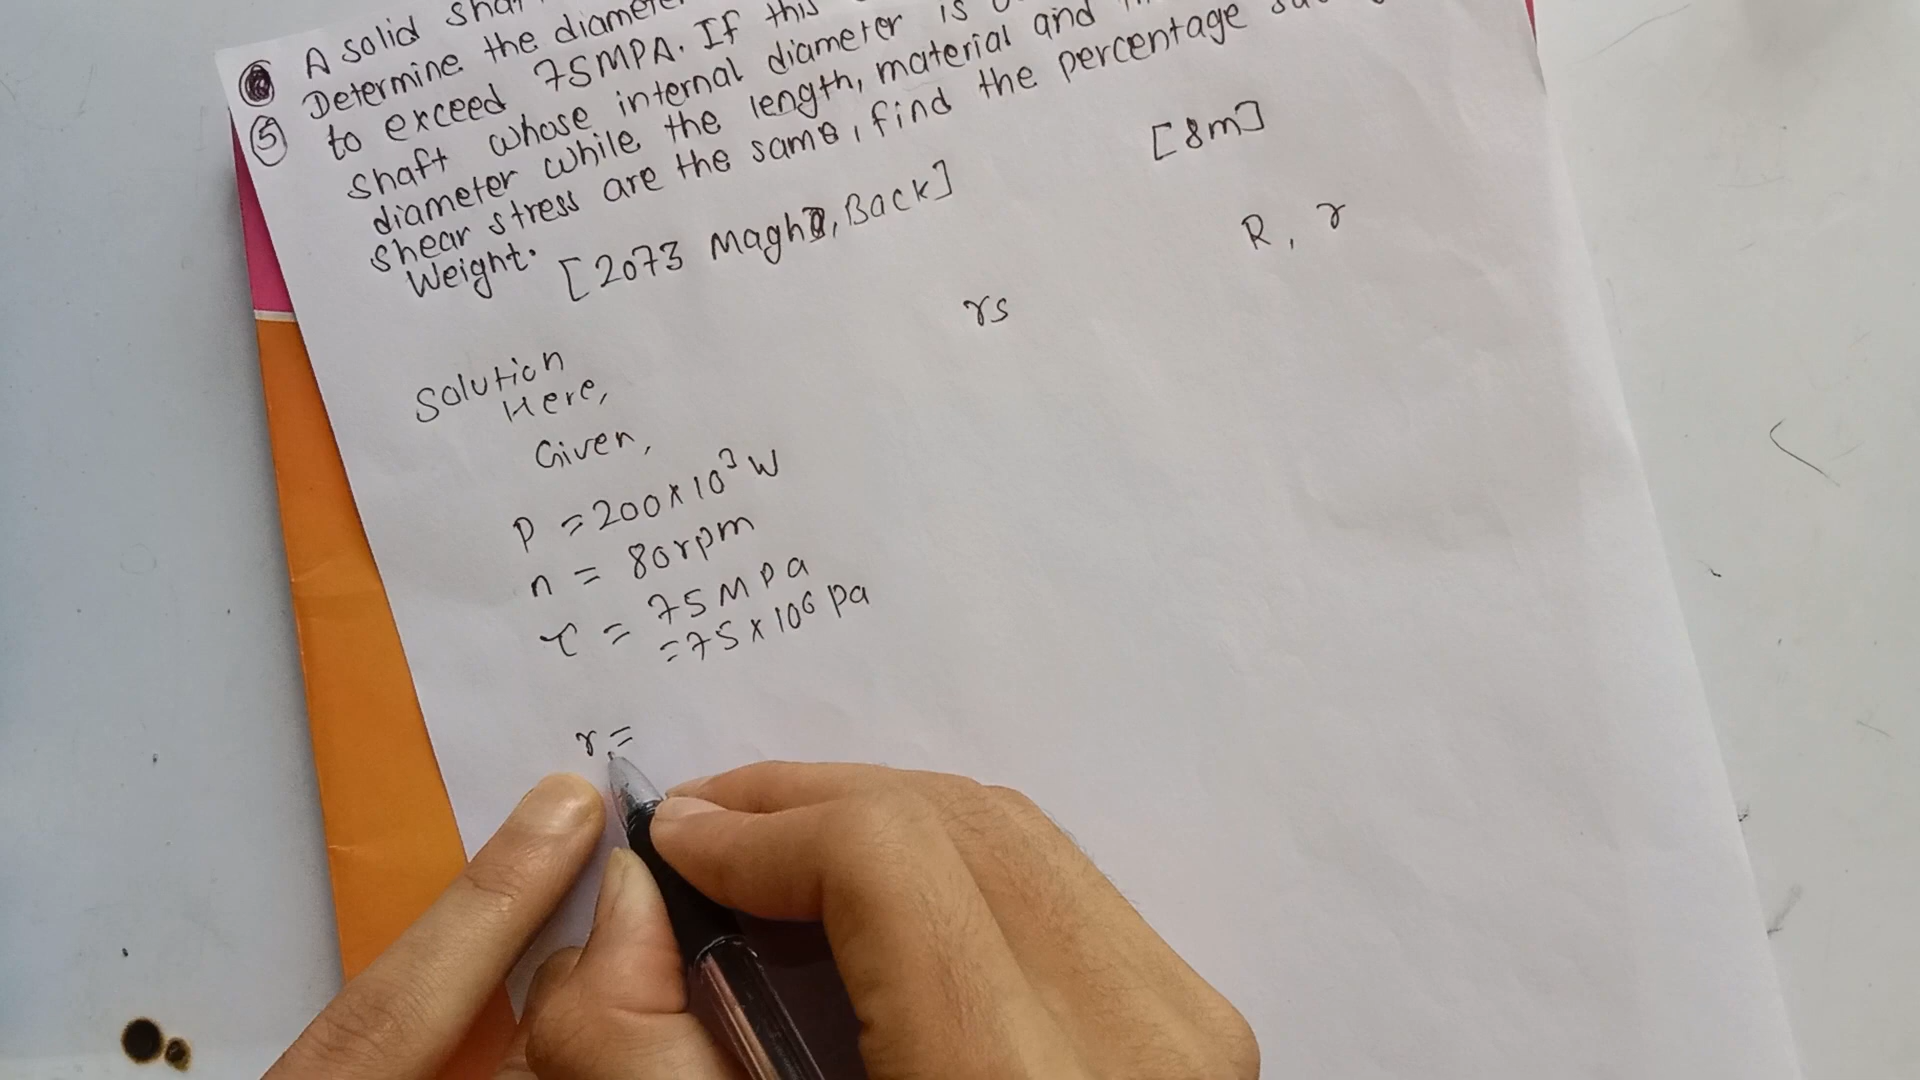 A solid
Determine the
⑤ to exceed 75MPA. If this
shaft whose internal diameter is
diameter while the length, material and
shear stress are the same, find the percentage
Weight. [2073 Magh, Back] [8m]
R, r
rs
Solution
Here,
Given,
P = 200×10³ W
n = 80rpm
τ = 75 MPa
=75×10⁶ Pa
r =